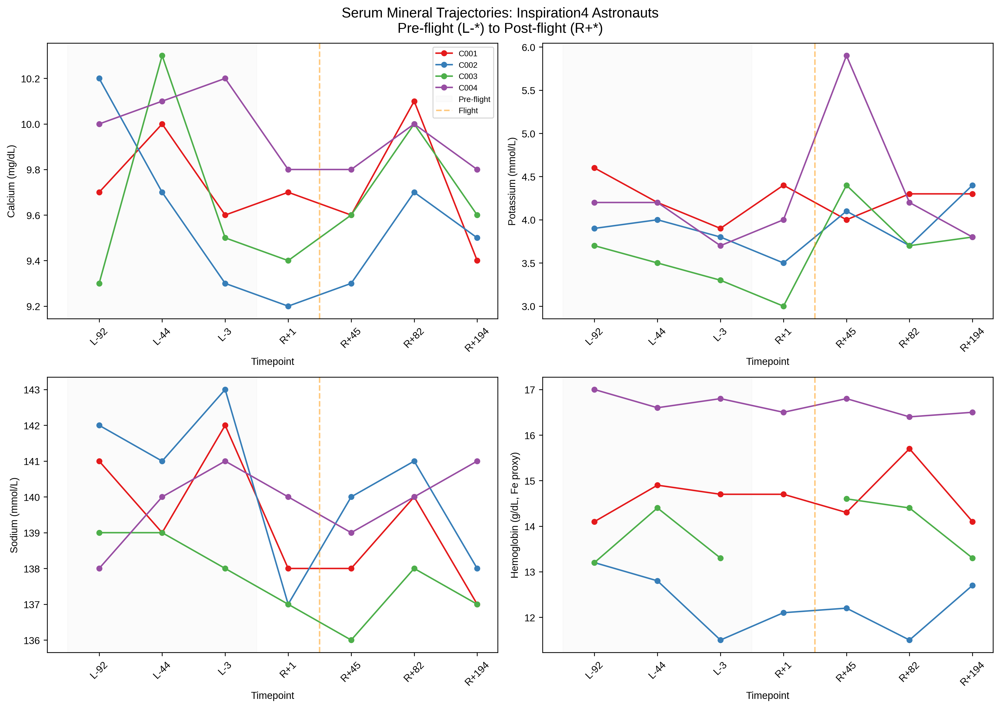 Serum Mineral Trajectories: Inspiration4 Astronauts
Pre-flight (L-*) to Post-flight (R+*)
Calcium (mg/dL)
10.2
10.0
9.8
9.6
9.4
9.2
C001
C002
C003
C004
Pre-flight
Flight
L-92
L-44
L-3
R+1
R+45
R+82
R+194
Timepoint
Potassium (mmol/L)
6.0
5.5
5.0
4.5
4.0
3.5
3.0
L-92
L-44
L-3
R+1
R+45
R+82
R+194
Timepoint
Sodium (mmol/L)
143
142
141
140
139
138
137
136
L-92
L-44
L-3
R+1
R+45
R+82
R+194
Timepoint
Hemoglobin (g/dL, Fe proxy)
17
16
15
14
13
12
L-92
L-44
L-3
R+1
R+45
R+82
R+194
Timepoint